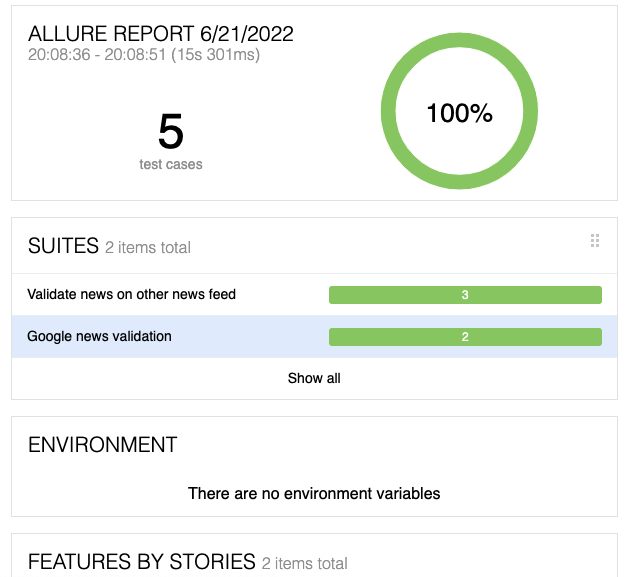 ALLURE REPORT 6/21/2022
20:08:36 - 20:08:51 (15s 301ms)
5
test cases
100%
SUITES 2 items total
Validate news on other news feed 3
Google news validation 2
Show all
ENVIRONMENT
There are no environment variables
FEATURES BY STORIES 2 items total